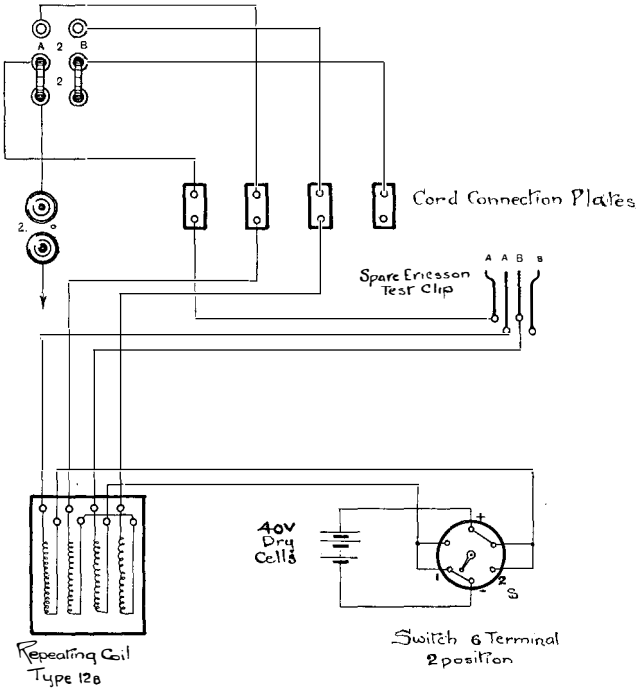 A 2 B
2
Cord Connection Plates
2.
A A B B
Spare Ericsson
Test Clip
40V
Dry
Cells
+
1 2
S
+
Switch 6 Terminal
2 position
Repeating Coil
Type 12B